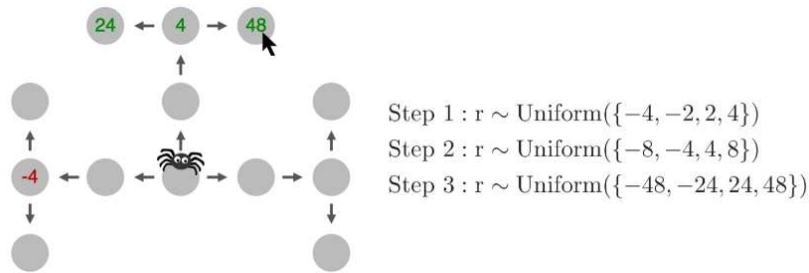 24 4 48
-4
Step 1 : r ∼ Uniform({−4, −2, 2, 4})
Step 2 : r ∼ Uniform({−8, −4, 4, 8})
Step 3 : r ∼ Uniform({−48, −24, 24, 48})